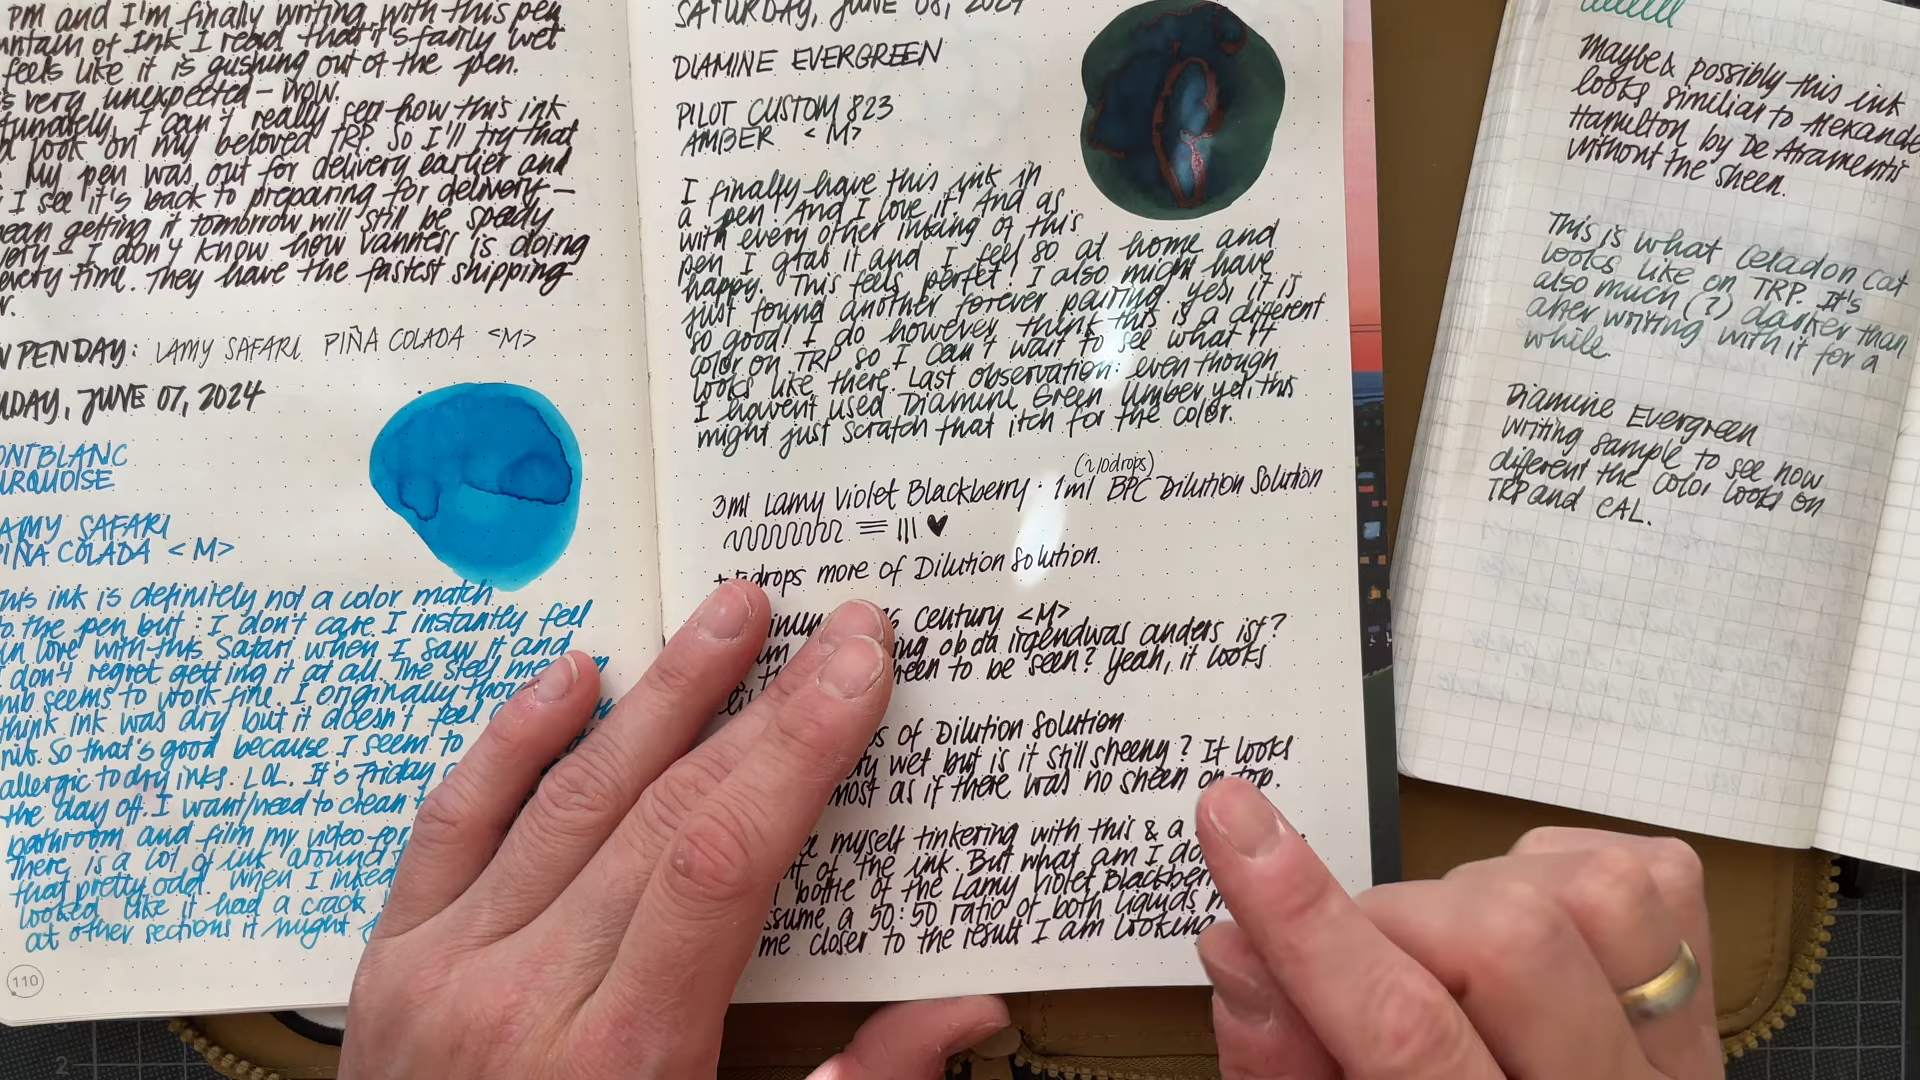 PM and I'm finally writing with this pen
of Ink I read that it's fairly wet
feels like it is gushing out of the pen.
very unexpected - wow.
I can't really see how this ink
look on my beloved TRP. So I'll try that
My pen was out for delivery earlier and
I see it's back to preparing for delivery-
getting it tomorrow will still be speedy
I don't know how Vanness is doing
every time. They have the fastest shipping
PENDAY: LAMY SAFARI PIÑA COLADA <M>
JUNE 07, 2024
This ink is definitely not a color match
to the pen but: I don't care. I instantly feel
in love with this Safari when I saw it and
I don't regret getting it at all. The steel
nib seems to work fine. I originally
think ink was dry but it doesn't feel
nib. So that's good because I seem to
allergic to dry inks. LOL. It's Friday
the day off. I want/need to clean
bathroom and film my video for
There is a lot of ink around
that pretty odd. When I inked
looked like it had a crack
at other sections it might
110
SATURDAY, JUNE 08, 2024
DIAMINE EVERGREEN
PILOT CUSTOM 823
AMBER <M>
I finally have this ink in
a pen! And I love it! And as
with every other inking of this
pen I grab it and I feel so at home and
happy. This feels perfect! I also might have
just found another forever pairing. Yes, it is
so good! I do however think this is a different
color on TRP so I can't wait to see what it
looks like there. Last observation: even though
I haven't used Diamine Green Umber yet, this
might just scratch that itch for the color.
(~10drops)
3ml Lamy Violet Blackberry : 1ml BPC Dilution Solution
drops more of Dilution Solution.
Century <M>
ob da irgendwas anders ist?
to be seen? Yeah, it looks
of Dilution Solution
wet but is it still sheeny? It looks
as if there was no sheen on top.
myself tinkering with this & a
of the ink. But what am I
bottle of the Lamy Violet
a 50:50 ratio of both liquids
me closer to the result I am looking
Maybe possibly this ink
looks similiar to
Hamilton by De Atramentis
without the sheen.
This is what Celadon Cat
looks like on TRP. It's
also much (?) darker than
after writing with it for a
while.
Diamine Evergreen
writing sample to see how
different the color looks on
TRP and CAL.